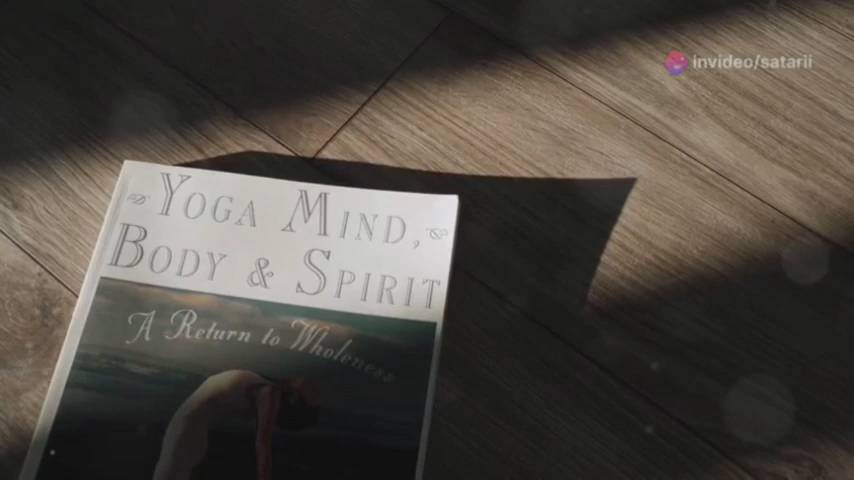 invideo/satarii
Yoga Mind,
Body & Spirit
A Return to Wholeness